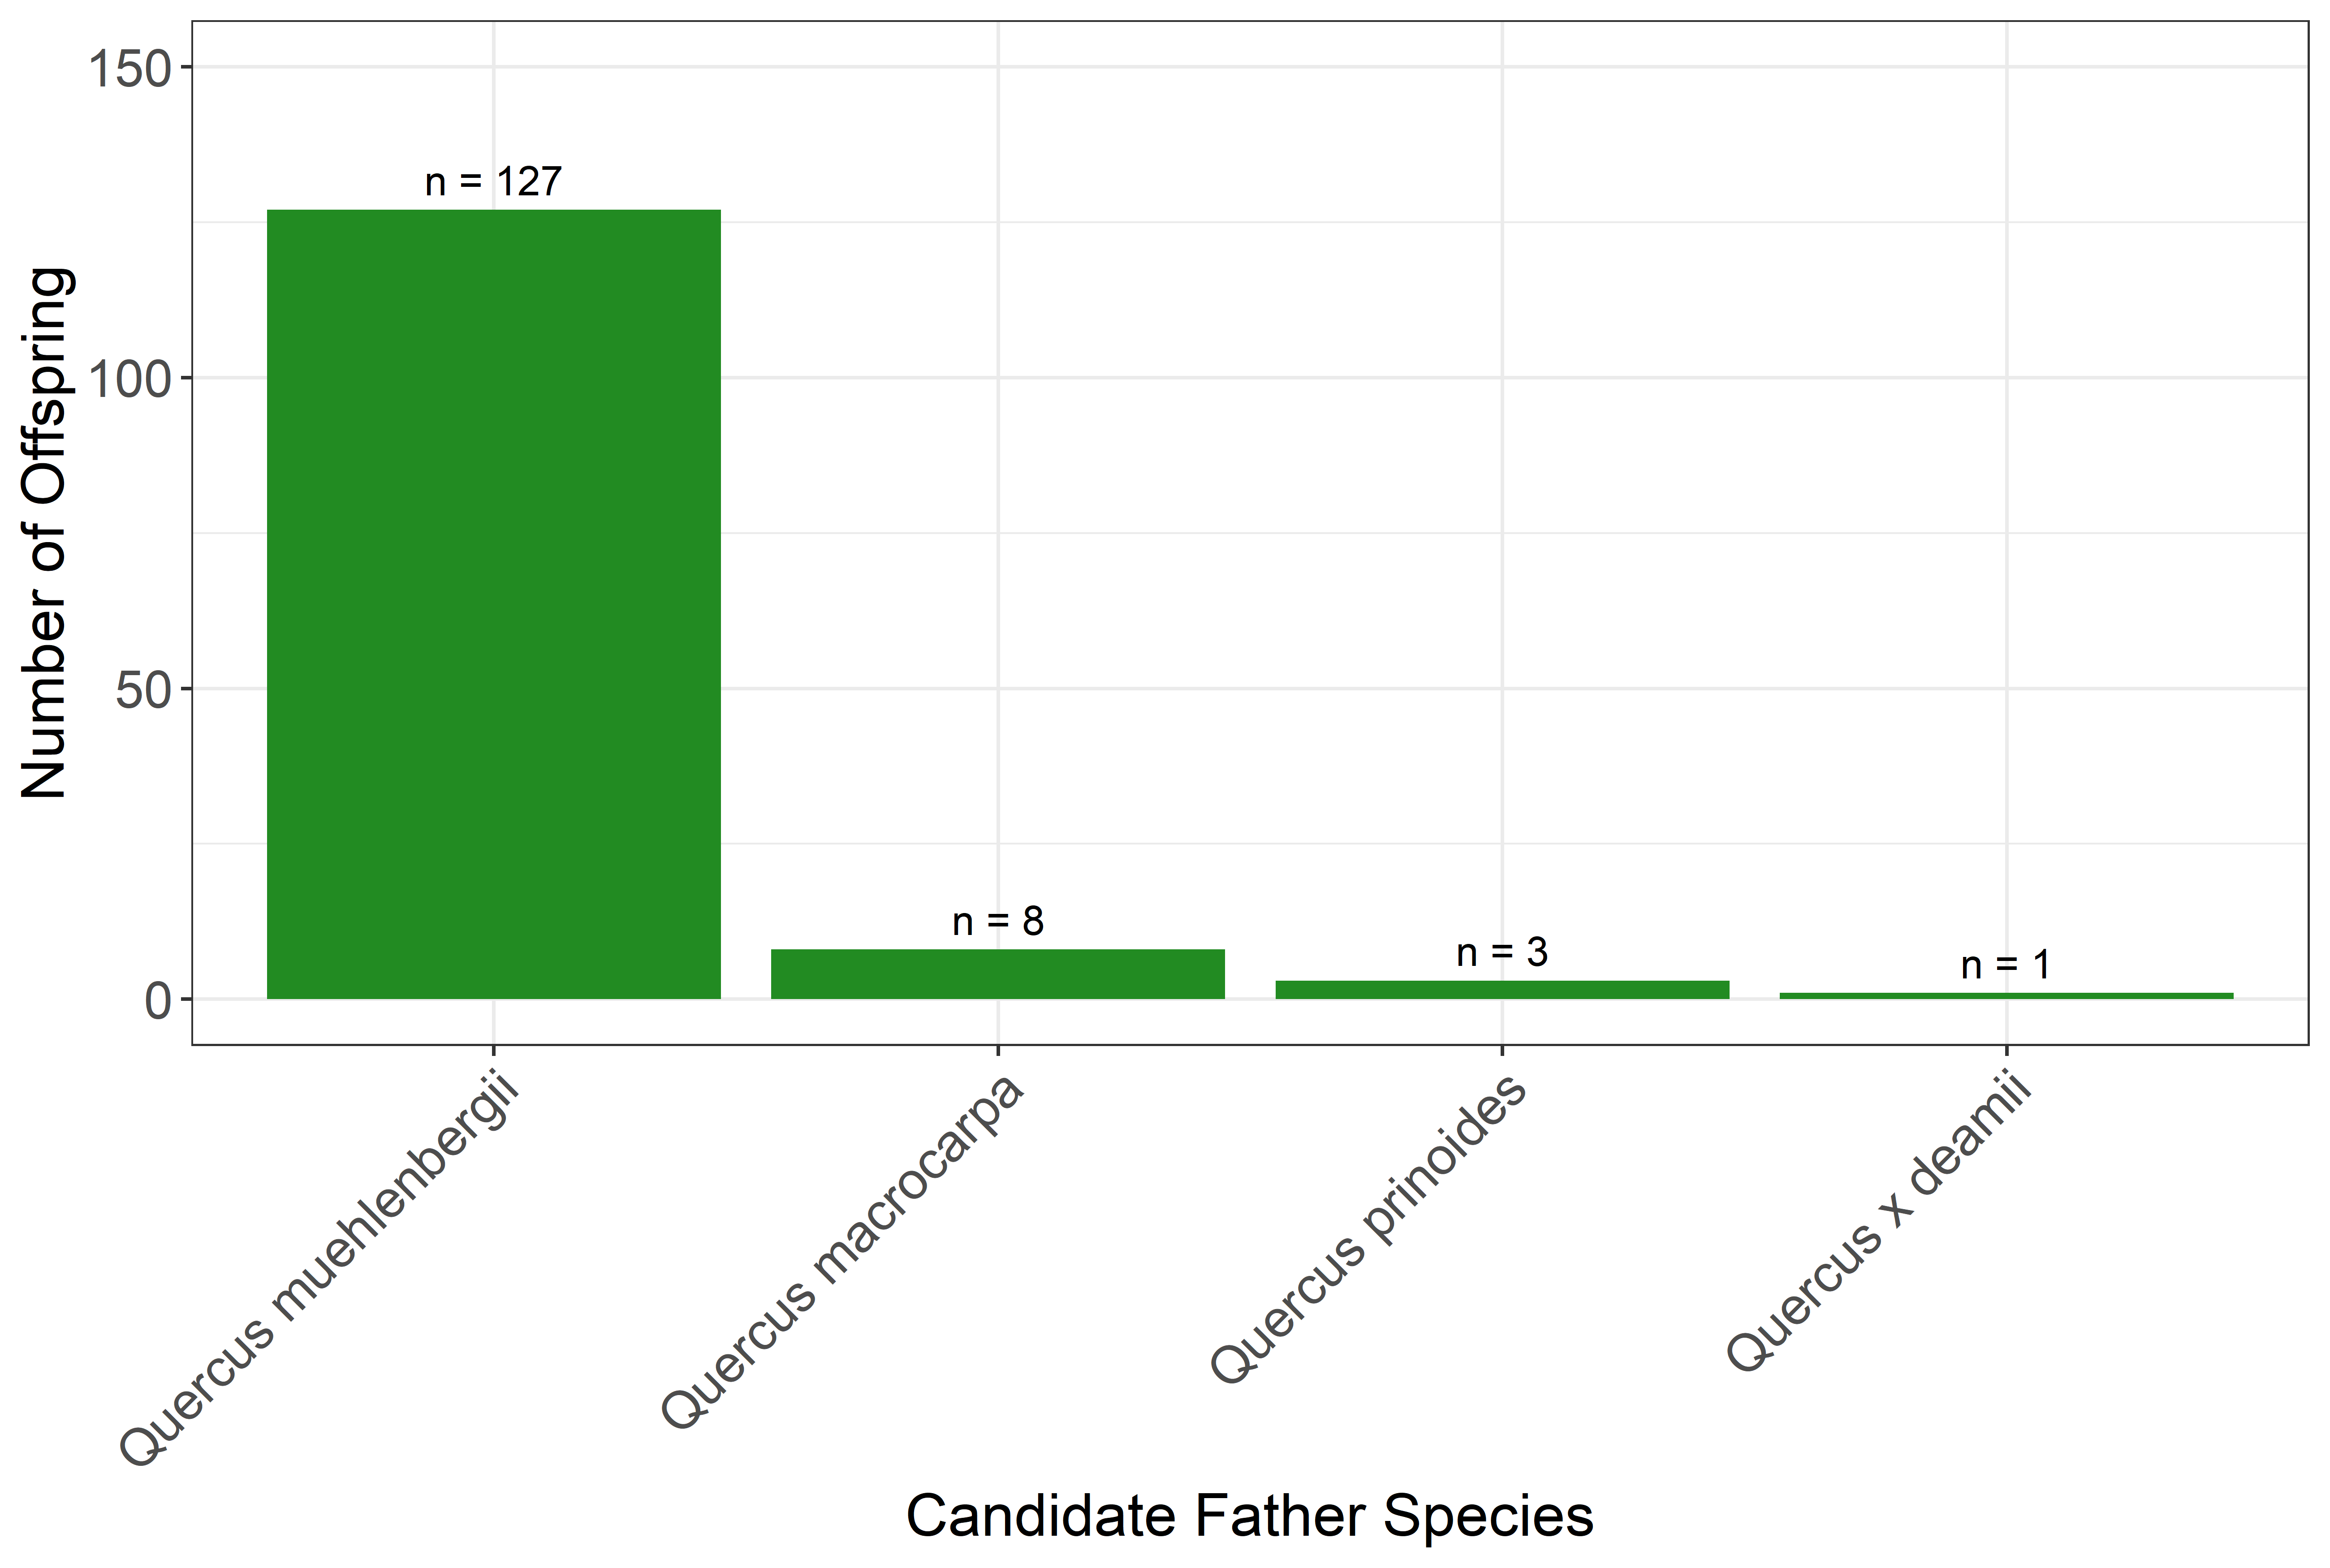 Number of Offspring
150
100
50
0
n = 127
n = 8
n = 3
n = 1
Quercus muehlenbergii
Quercus macrocarpa
Quercus prinoides
Quercus x deamii
Candidate Father Species